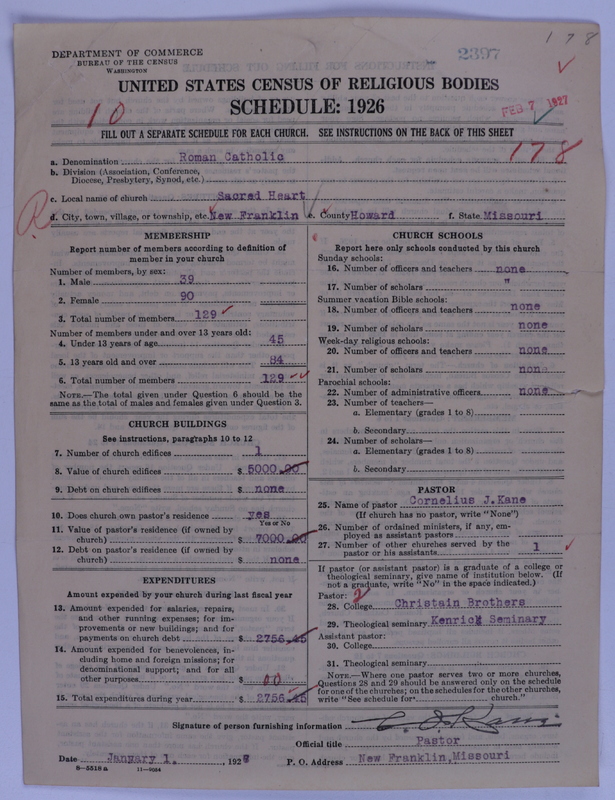 178
DEPARTMENT OF COMMERCE
BUREAU OF THE CENSUS
WASHINGTON
2397
UNITED STATES CENSUS OF RELIGIOUS BODIES
SCHEDULE: 1926
10
FEB 7 1927
FILL OUT A SEPARATE SCHEDULE FOR EACH CHURCH. SEE INSTRUCTIONS ON THE BACK OF THIS SHEET
178
a. Denomination Roman Catholic
b. Division (Association, Conference, Diocese, Presbytery, Synod, etc.)
c. Local name of church Sacred Heart
d. City, town, village, or township, etc. New Franklin e. County Howard f. State Missouri
R
MEMBERSHIP
Report number of members according to definition of member in your church
Number of members, by sex:
1. Male 39
2. Female 90
3. Total number of members 129
Number of members under and over 13 years old:
4. Under 13 years of age 45
5. 13 years old and over 84
6. Total number of members 129
NOTE.—The total given under Question 6 should be the same as the total of males and females given under Question 3.
CHURCH BUILDINGS
See instructions, paragraphs 10 to 12
7. Number of church edifices 1
8. Value of church edifices $ 5000.00
9. Debt on church edifices $ none
10. Does church own pastor's residence yes
Yes or No
11. Value of pastor's residence (if owned by church) $ 7000.00
12. Debt on pastor's residence (if owned by church) $ none
EXPENDITURES
Amount expended by your church during last fiscal year
13. Amount expended for salaries, repairs, and other running expenses; for improvements or new buildings; and for payments on church debt $ 2756.45
14. Amount expended for benevolences, including home and foreign missions; for denominational support; and for all other purposes $ 00
15. Total expenditures during year $ 2756.45
CHURCH SCHOOLS
Report here only schools conducted by this church
Sunday schools:
16. Number of officers and teachers none
17. Number of scholars "
Summer vacation Bible schools:
18. Number of officers and teachers none
19. Number of scholars none
Week-day religious schools:
20. Number of officers and teachers none
21. Number of scholars none
Parochial schools:
22. Number of administrative officers none
23. Number of teachers—
a. Elementary (grades 1 to 8)
b. Secondary
24. Number of scholars—
a. Elementary (grades 1 to 8)
b. Secondary
PASTOR
25. Name of pastor Cornelius J.Kane
(If church has no pastor, write "None")
26. Number of ordained ministers, if any, employed as assistant pastors
27. Number of other churches served by the pastor or his assistants 1
If pastor (or assistant pastor) is a graduate of a college or theological seminary, give name of institution below. (If not a graduate, write "No" in the space indicated.)
Pastor: 2
28. College Christain Brothers
29. Theological seminary Kenrick Seminary
Assistant pastor:
30. College
31. Theological seminary
NOTE.—Where one pastor serves two or more churches, Questions 28 and 29 should be answered only on the schedule for one of the churches; on the schedules for the other churches, write "See schedule for church."
Signature of person furnishing information C. J. Kane
Official title Pastor
Date January 1. 192 P. O. Address New Franklin,Missouri
8—5518 a 11—9064